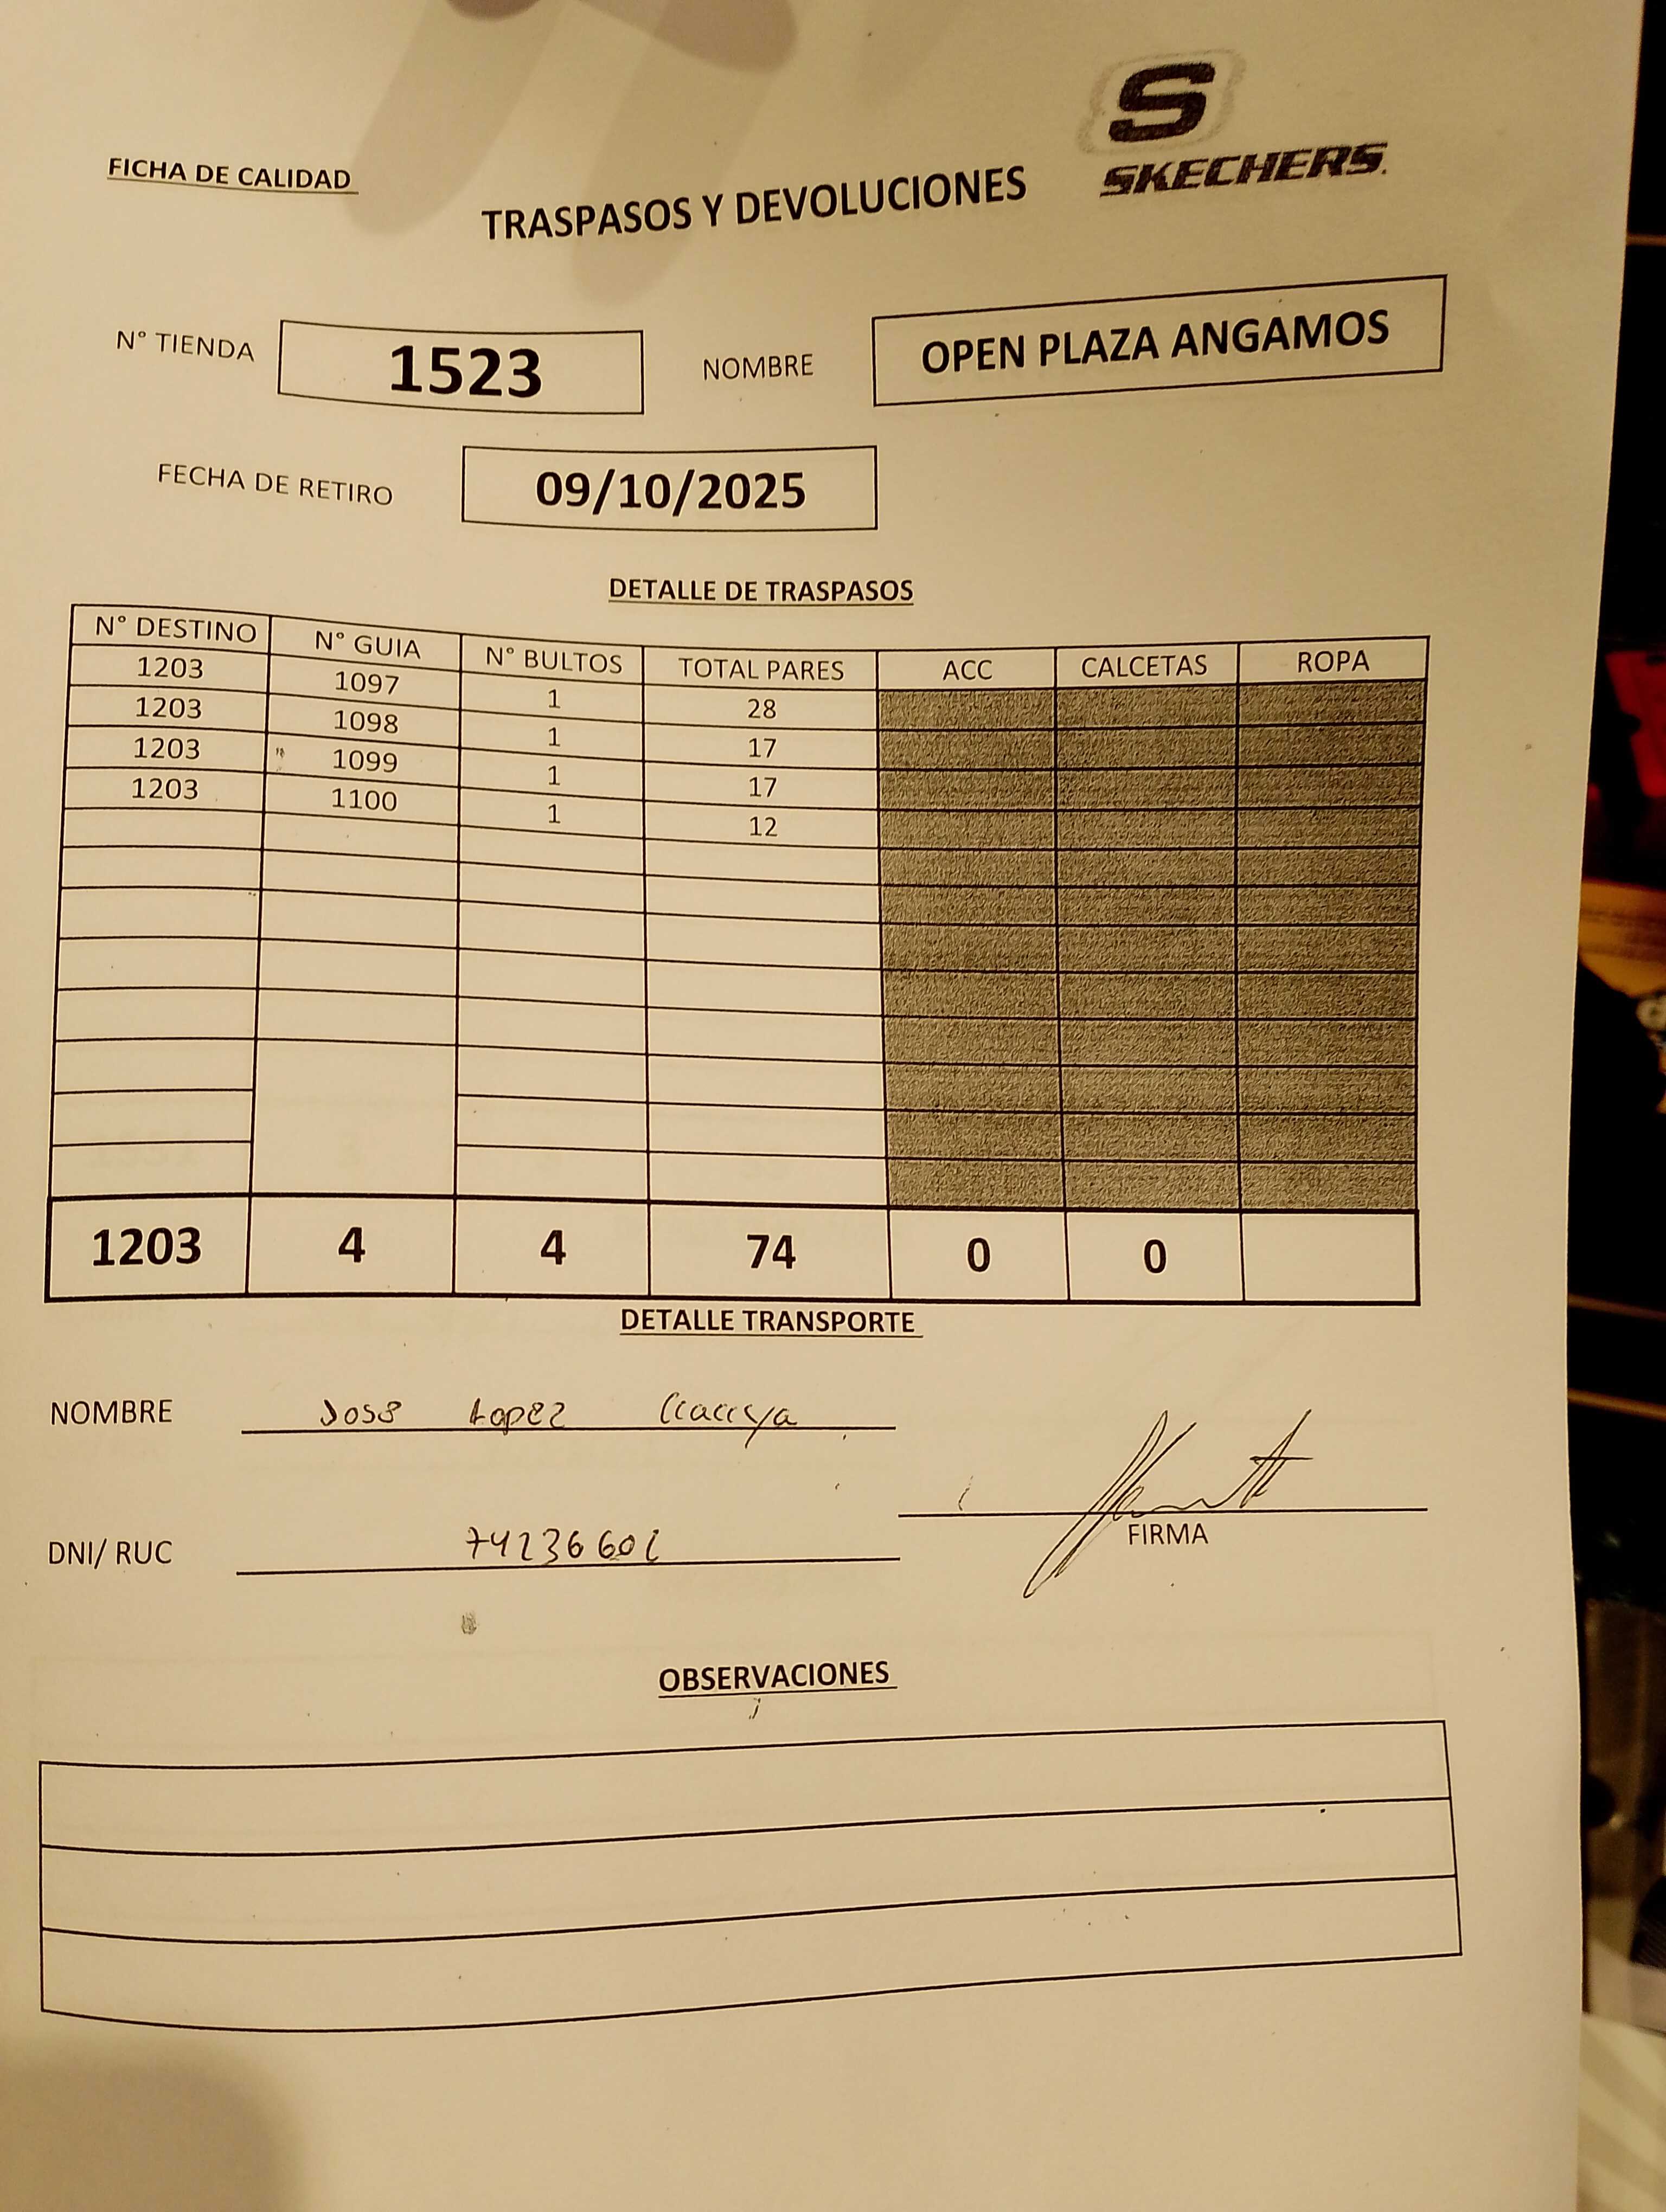 S
SKECHERS.
FICHA DE CALIDAD
TRASPASOS Y DEVOLUCIONES
N° TIENDA 1523 NOMBRE OPEN PLAZA ANGAMOS
FECHA DE RETIRO 09/10/2025
DETALLE DE TRASPASOS
N° DESTINO N° GUIA N° BULTOS TOTAL PARES ACC CALCETAS ROPA
1203 1097 1 28
1203 1098 1 17
1203 1099 1 17
1203 1100 1 12
1203 4 4 74 0 0
DETALLE TRANSPORTE
NOMBRE José Lopez
FIRMA
DNI/ RUC
OBSERVACIONES